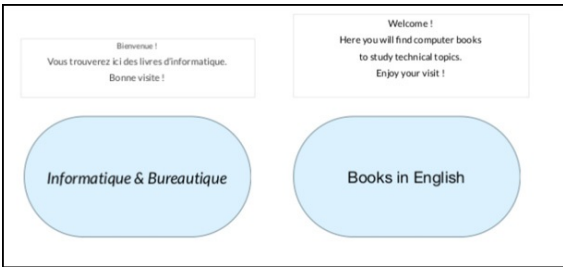 Bienvenue !
Vous trouverez ici des livres d'informatique.
Bonne visite !
Informatique & Bureautique
Welcome !
Here you will find computer books
to study technical topics.
Enjoy your visit !
Books in English